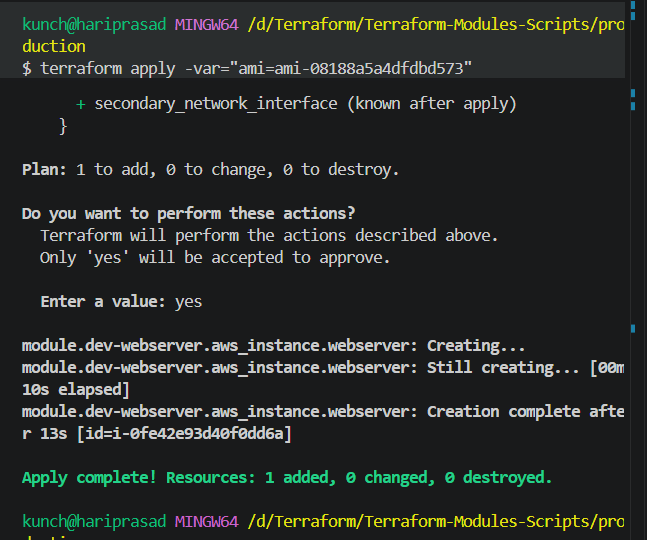 kunch@hariprasad MINGW64 /d/Terraform/Terraform-Modules-Scripts/pro
duction
$ terraform apply -var="ami=ami-08188a5a4dfdbd573"
+ secondary_network_interface (known after apply)
}
Plan: 1 to add, 0 to change, 0 to destroy.
Do you want to perform these actions?
Terraform will perform the actions described above.
Only 'yes' will be accepted to approve.
Enter a value: yes
module.dev-webserver.aws_instance.webserver: Creating...
module.dev-webserver.aws_instance.webserver: Still creating... [00m
10s elapsed]
module.dev-webserver.aws_instance.webserver: Creation complete afte
r 13s [id=i-0fe42e93d40f0dd6a]
Apply complete! Resources: 1 added, 0 changed, 0 destroyed.
kunch@hariprasad MINGW64 /d/Terraform/Terraform-Modules-Scripts/pro
duction